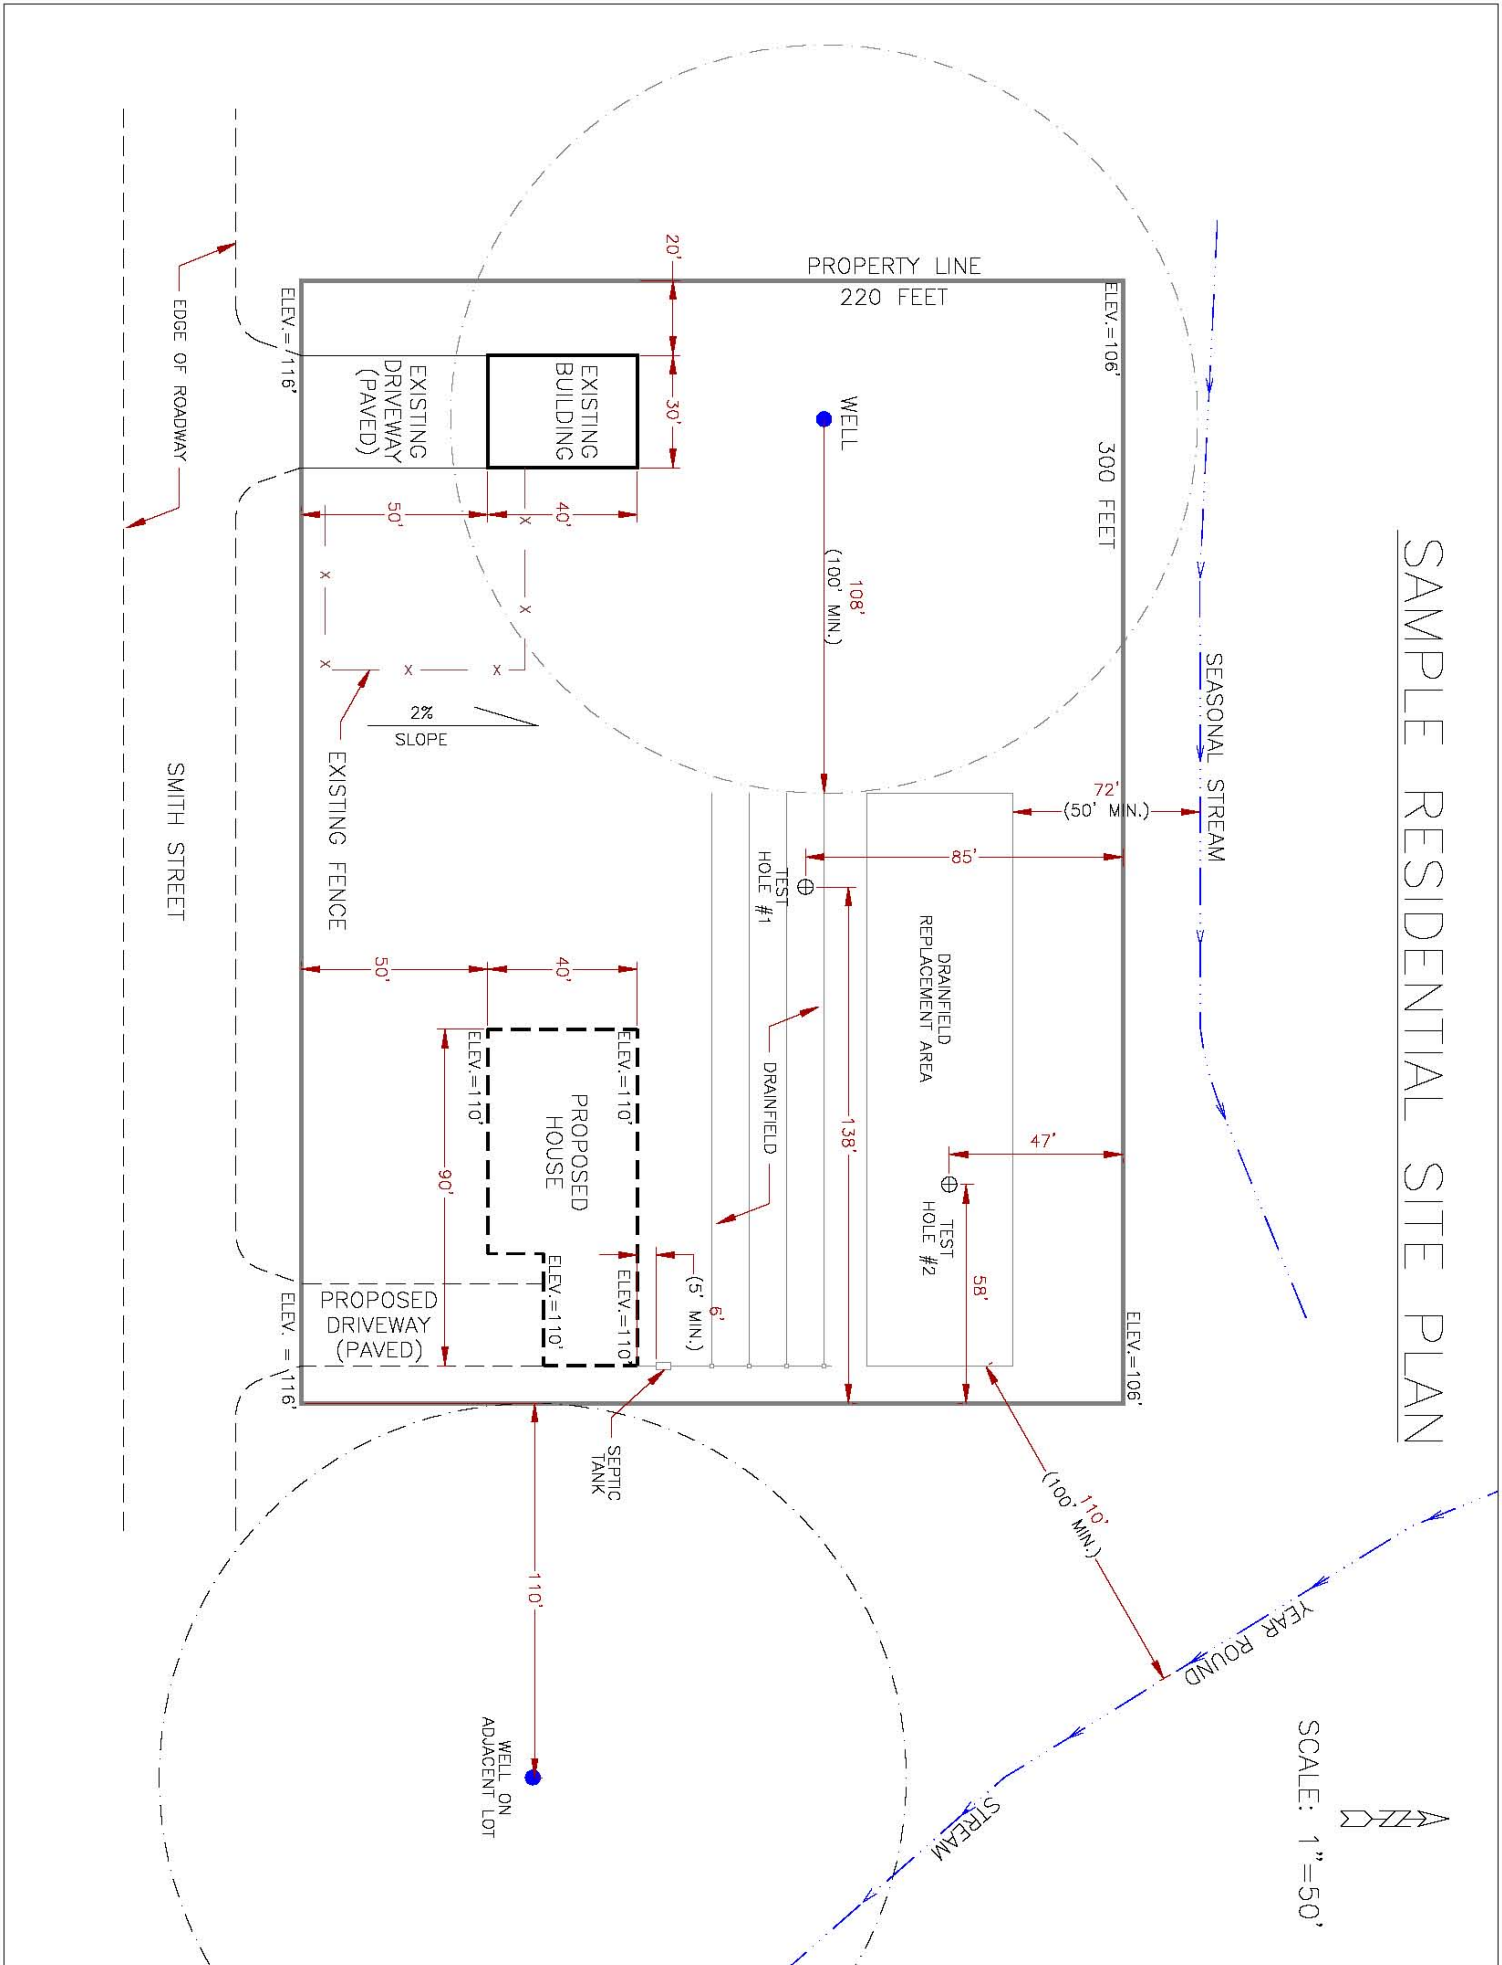 SAMPLE RESIDENTIAL SITE PLAN
SCALE: 1"=50'
N
SEASONAL STREAM
YEAR ROUND
STREAM
PROPERTY LINE
220 FEET
300 FEET
ELEV.=106'
ELEV.=106'
ELEV.= 116'
ELEV. = 116'
WELL
108'
(100' MIN.)
72'
(50' MIN.)
85'
47'
138'
58'
110'
(100' MIN.)
DRAINFIELD
REPLACEMENT AREA
TEST
HOLE #1
TEST
HOLE #2
DRAINFIELD
20'
30'
EXISTING
BUILDING
EXISTING
DRIVEWAY
(PAVED)
50'
40'
X
X
X
X
X
X
2%
SLOPE
EXISTING FENCE
50'
40'
90'
PROPOSED
HOUSE
ELEV.=110'
ELEV.=110'
ELEV.=110'
ELEV.=110'
6'
(5' MIN.)
SEPTIC
TANK
PROPOSED
DRIVEWAY
(PAVED)
110'
WELL ON
ADJACENT LOT
EDGE OF ROADWAY
SMITH STREET